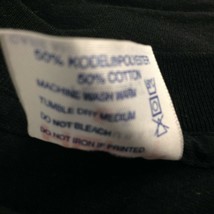 50% KODEL®POLYESTER
50% COTTON
MACHINE WASH WARM
TUMBLE DRY MEDIUM
DO NOT BLEACH
DO NOT IRON IF PRINTED.